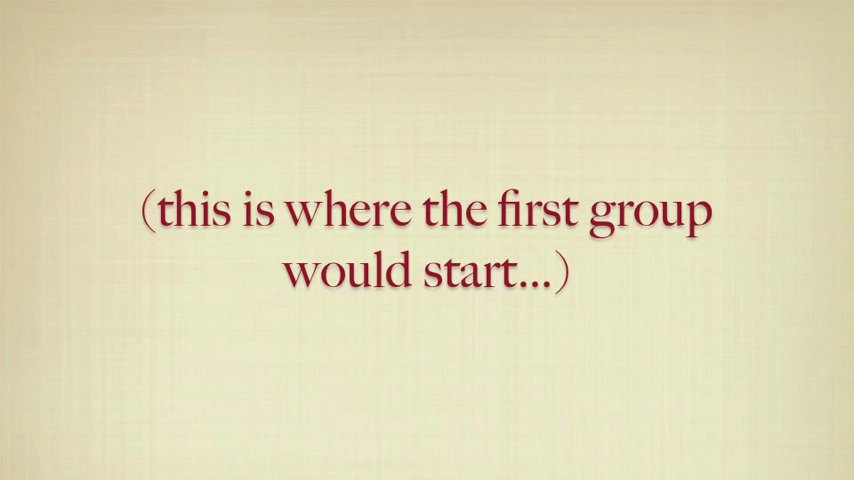 (this is where the first group
would start...)